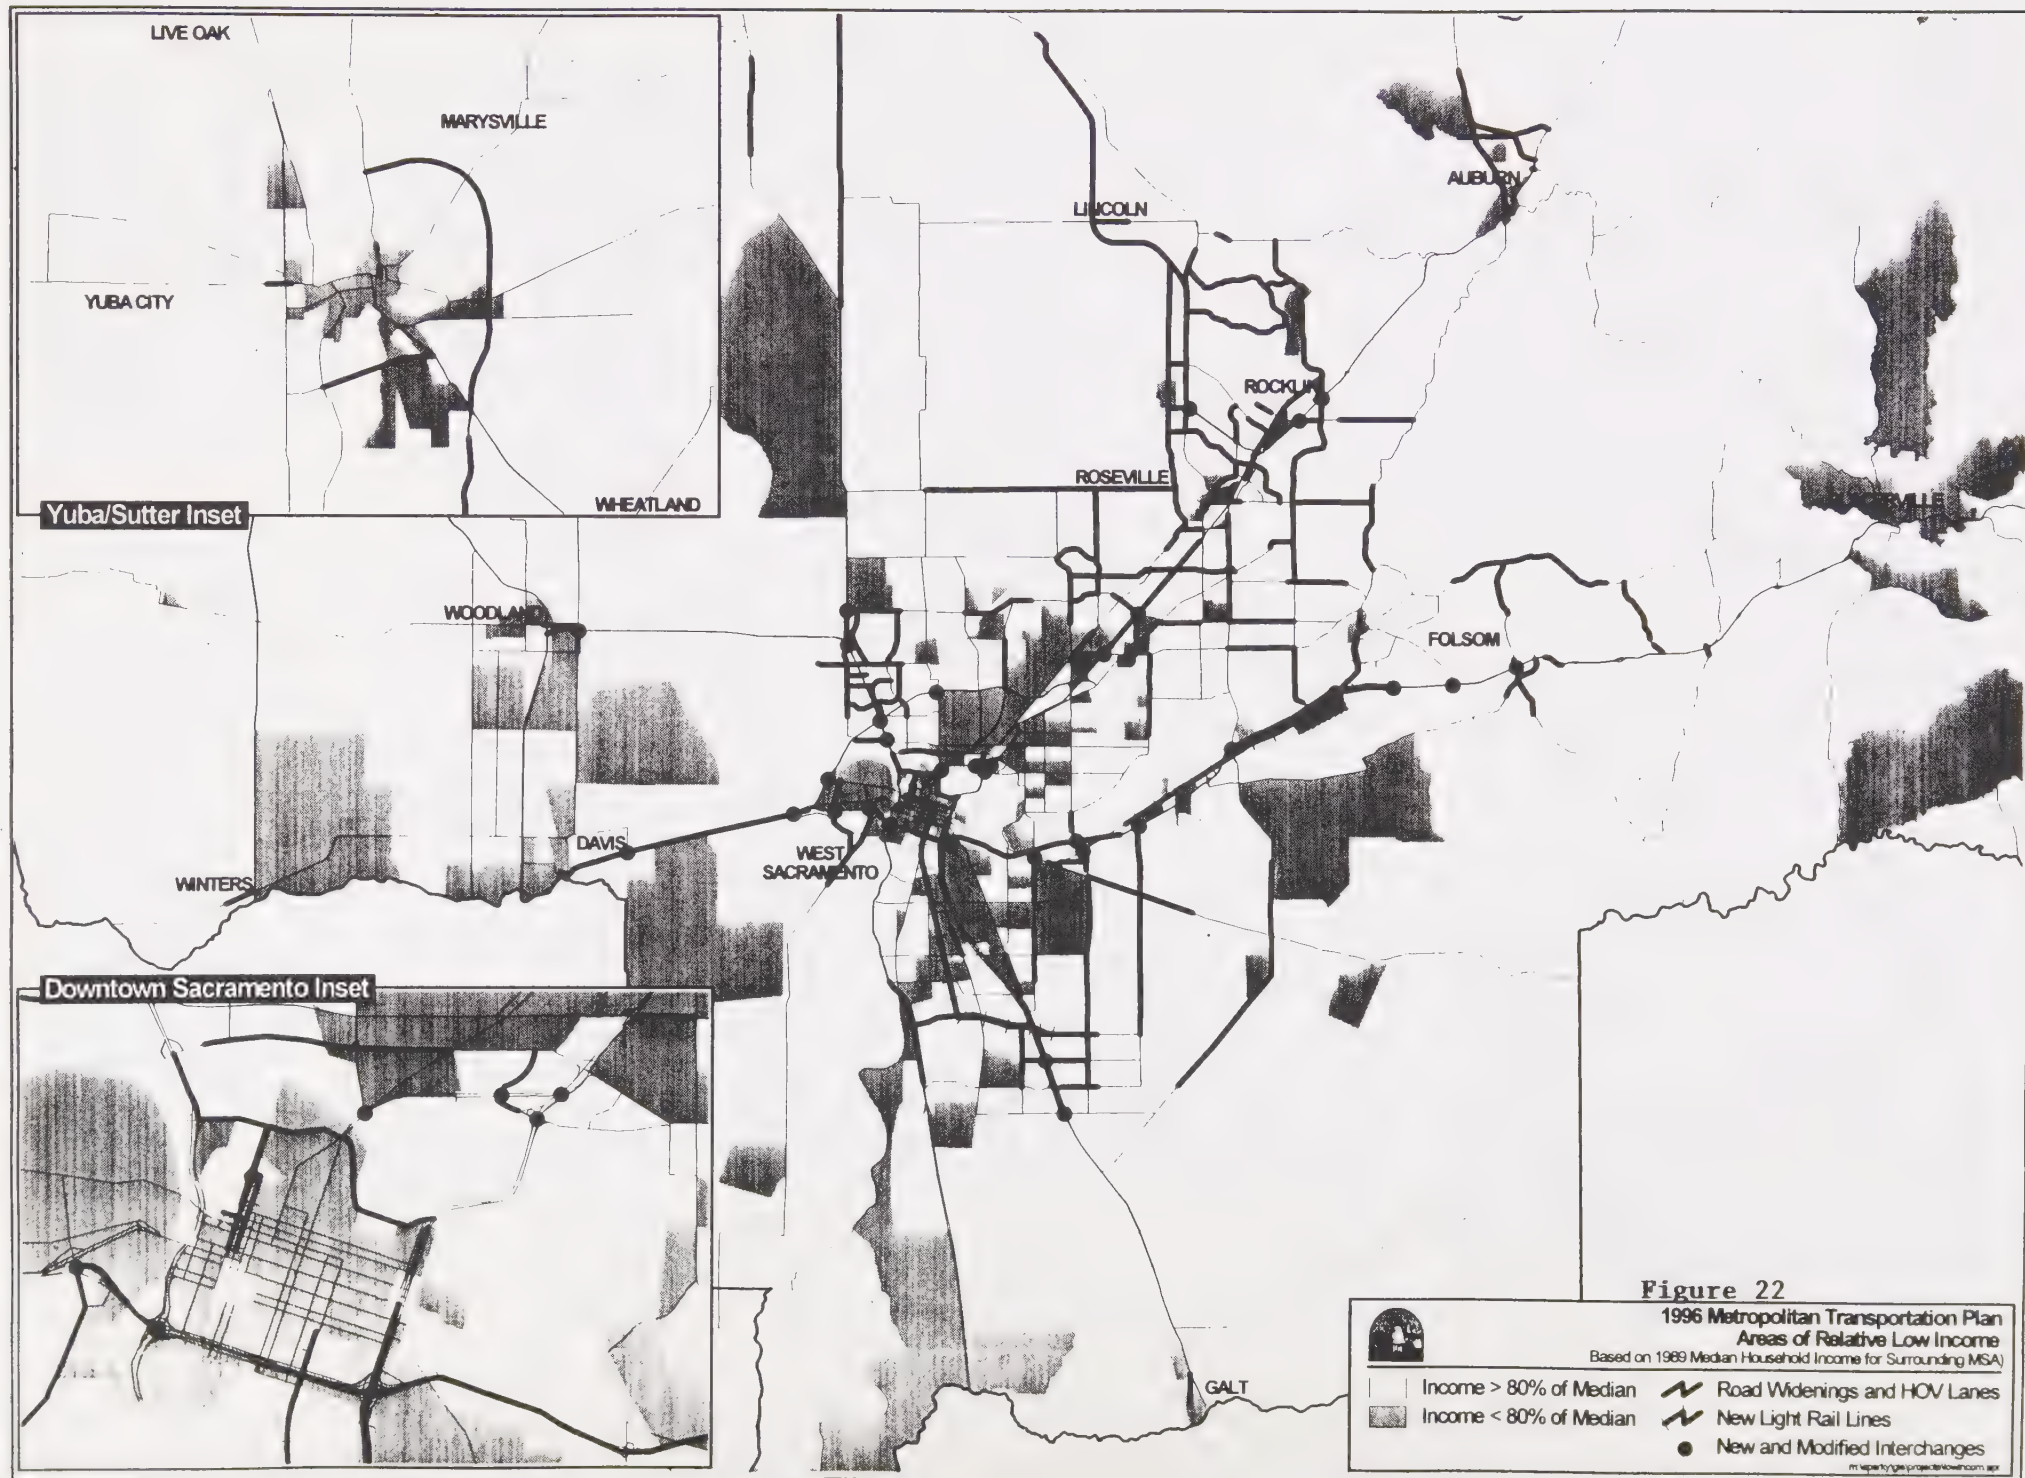 LIVE OAK
MARYSVILLE
YUBA CITY
WHEATLAND
Yuba/Sutter Inset
AUBURN
LINCOLN
ROCKLIN
ROSEVILLE
PLACERVILLE
WOODLAND
FOLSOM
DAVIS
WEST
SACRAMENTO
WINTERS
Downtown Sacramento Inset
GALT
Figure 22
1996 Metropolitan Transportation Plan
Areas of Relative Low Income
Based on 1989 Median Household Income for Surrounding MSA)
Income > 80% of Median
Road Widenings and HOV Lanes
Income < 80% of Median
New Light Rail Lines
New and Modified Interchanges